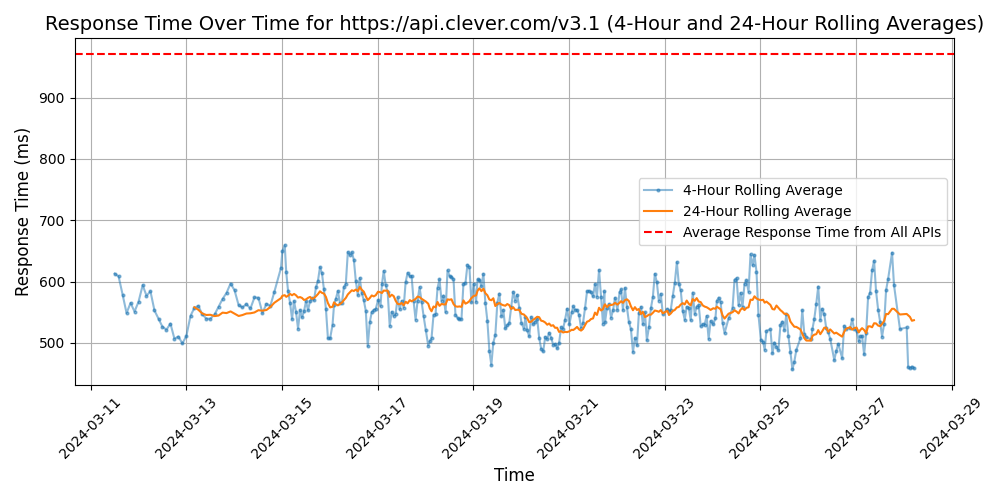 Response Time Over Time for https://api.clever.com/v3.1 (4-Hour and 24-Hour Rolling Averages)
Response Time (ms)
900
800
700
600
500
4-Hour Rolling Average
24-Hour Rolling Average
Average Response Time from All APIs
2024-03-11
2024-03-13
2024-03-15
2024-03-17
2024-03-19
2024-03-21
2024-03-23
2024-03-25
2024-03-27
2024-03-29
Time